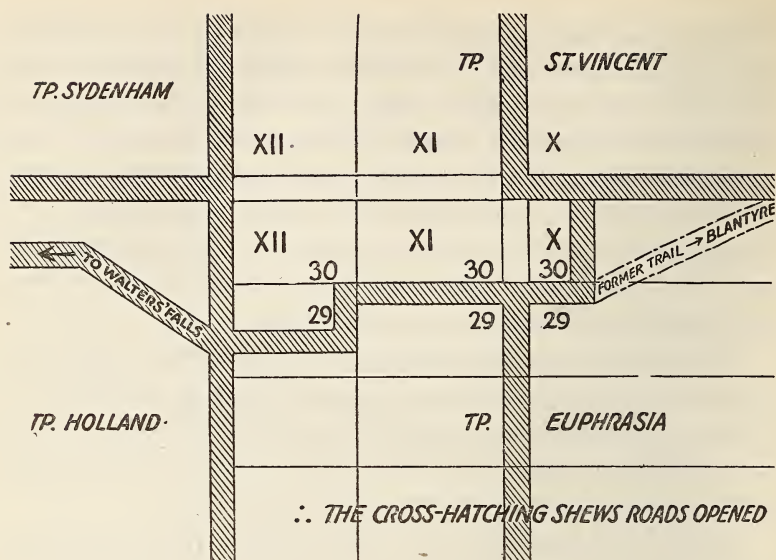 TP. ST. VINCENT
TP. SYDENHAM
XII XI X
XII XI X
30 30 30
FORMER TRAIL → BLANTYRE
← TO WALTERS' FALLS
29 29 29
TP. HOLLAND
TP. EUPHRASIA
∴ THE CROSS-HATCHING SHEWS ROADS OPENED